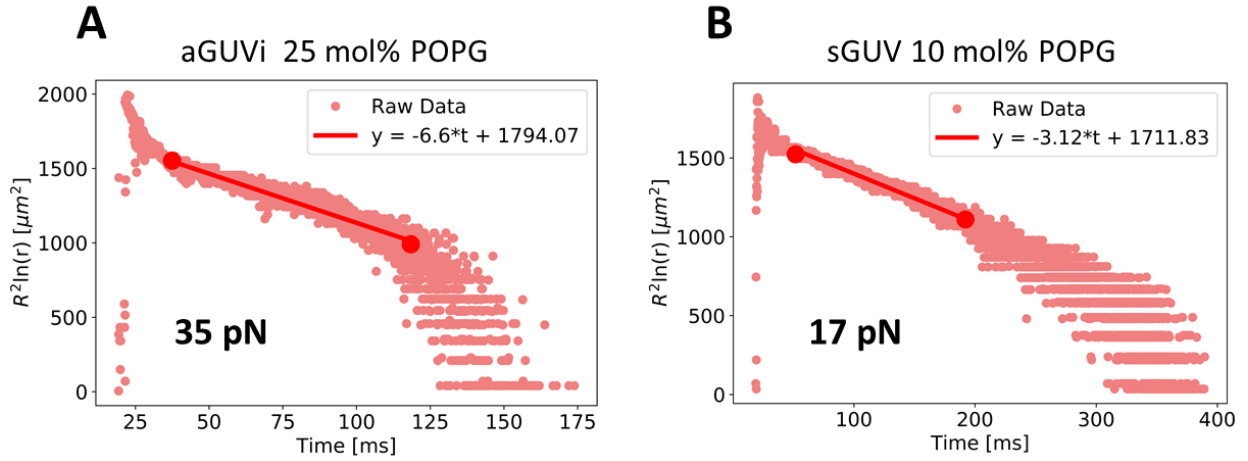 A
aGUVi 25 mol% POPG
R²ln(r) [μm²]
2000
1500
1000
500
0
Raw Data
y = -6.6*t + 1794.07
35 pN
25 50 75 100 125 150 175
Time [ms]
B
sGUV 10 mol% POPG
R²ln(r) [μm²]
1500
1000
500
0
Raw Data
y = -3.12*t + 1711.83
17 pN
100 200 300 400
Time [ms]